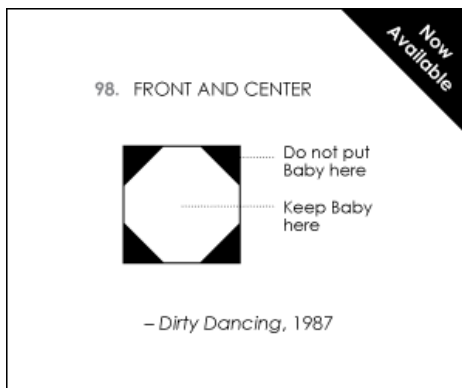 Now
Available
98. FRONT AND CENTER
Do not put
Baby here
Keep Baby
here
– Dirty Dancing, 1987